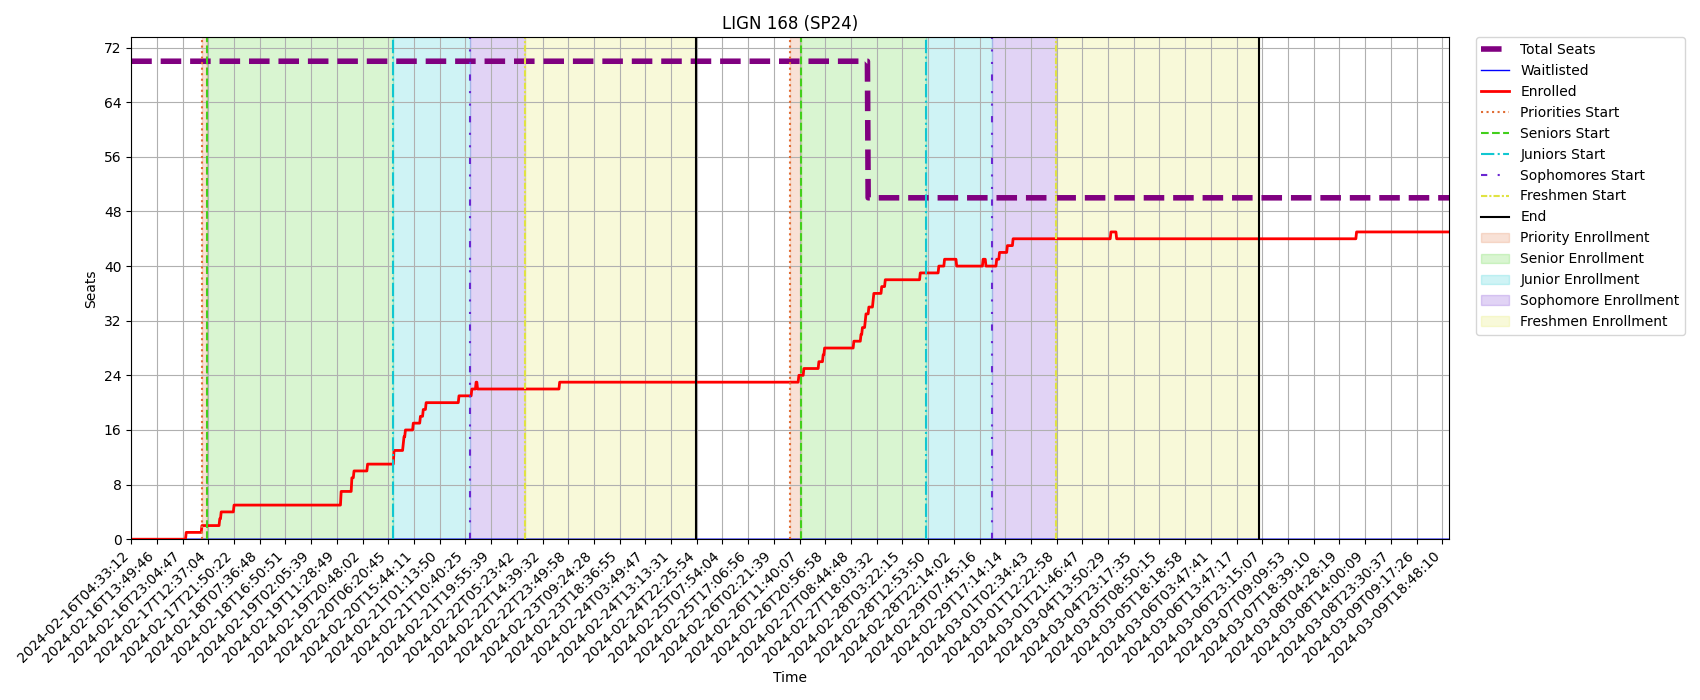 LIGN 168 (SP24)
72
64
56
48
40
32
24
16
8
0
Seats
2024-02-16T04:33:12
2024-02-16T13:49:46
2024-02-16T23:04:47
2024-02-17T12:37:04
2024-02-17T21:50:22
2024-02-18T07:36:48
2024-02-18T16:50:51
2024-02-19T02:05:39
2024-02-19T11:28:49
2024-02-19T20:48:02
2024-02-20T06:20:45
2024-02-20T15:44:11
2024-02-21T01:13:50
2024-02-21T10:40:25
2024-02-21T19:55:39
2024-02-22T05:23:42
2024-02-22T14:39:32
2024-02-22T23:49:58
2024-02-23T09:24:28
2024-02-23T18:36:55
2024-02-24T03:49:47
2024-02-24T13:13:31
2024-02-24T22:25:54
2024-02-25T07:54:04
2024-02-25T17:06:56
2024-02-26T02:21:39
2024-02-26T11:40:07
2024-02-26T20:56:58
2024-02-27T08:44:48
2024-02-27T18:03:32
2024-02-28T03:22:15
2024-02-28T12:53:50
2024-02-28T22:14:02
2024-02-29T07:45:16
2024-02-29T17:14:14
2024-03-01T02:34:43
2024-03-01T12:22:58
2024-03-01T21:46:47
2024-03-04T13:50:29
2024-03-04T23:17:35
2024-03-05T08:50:15
2024-03-05T18:18:58
2024-03-06T03:47:41
2024-03-06T13:47:17
2024-03-06T23:15:07
2024-03-07T09:09:53
2024-03-07T18:39:10
2024-03-08T04:28:19
2024-03-08T14:00:09
2024-03-08T23:30:37
2024-03-09T09:17:26
2024-03-09T18:48:10
Time
Total Seats
Waitlisted
Enrolled
Priorities Start
Seniors Start
Juniors Start
Sophomores Start
Freshmen Start
End
Priority Enrollment
Senior Enrollment
Junior Enrollment
Sophomore Enrollment
Freshmen Enrollment